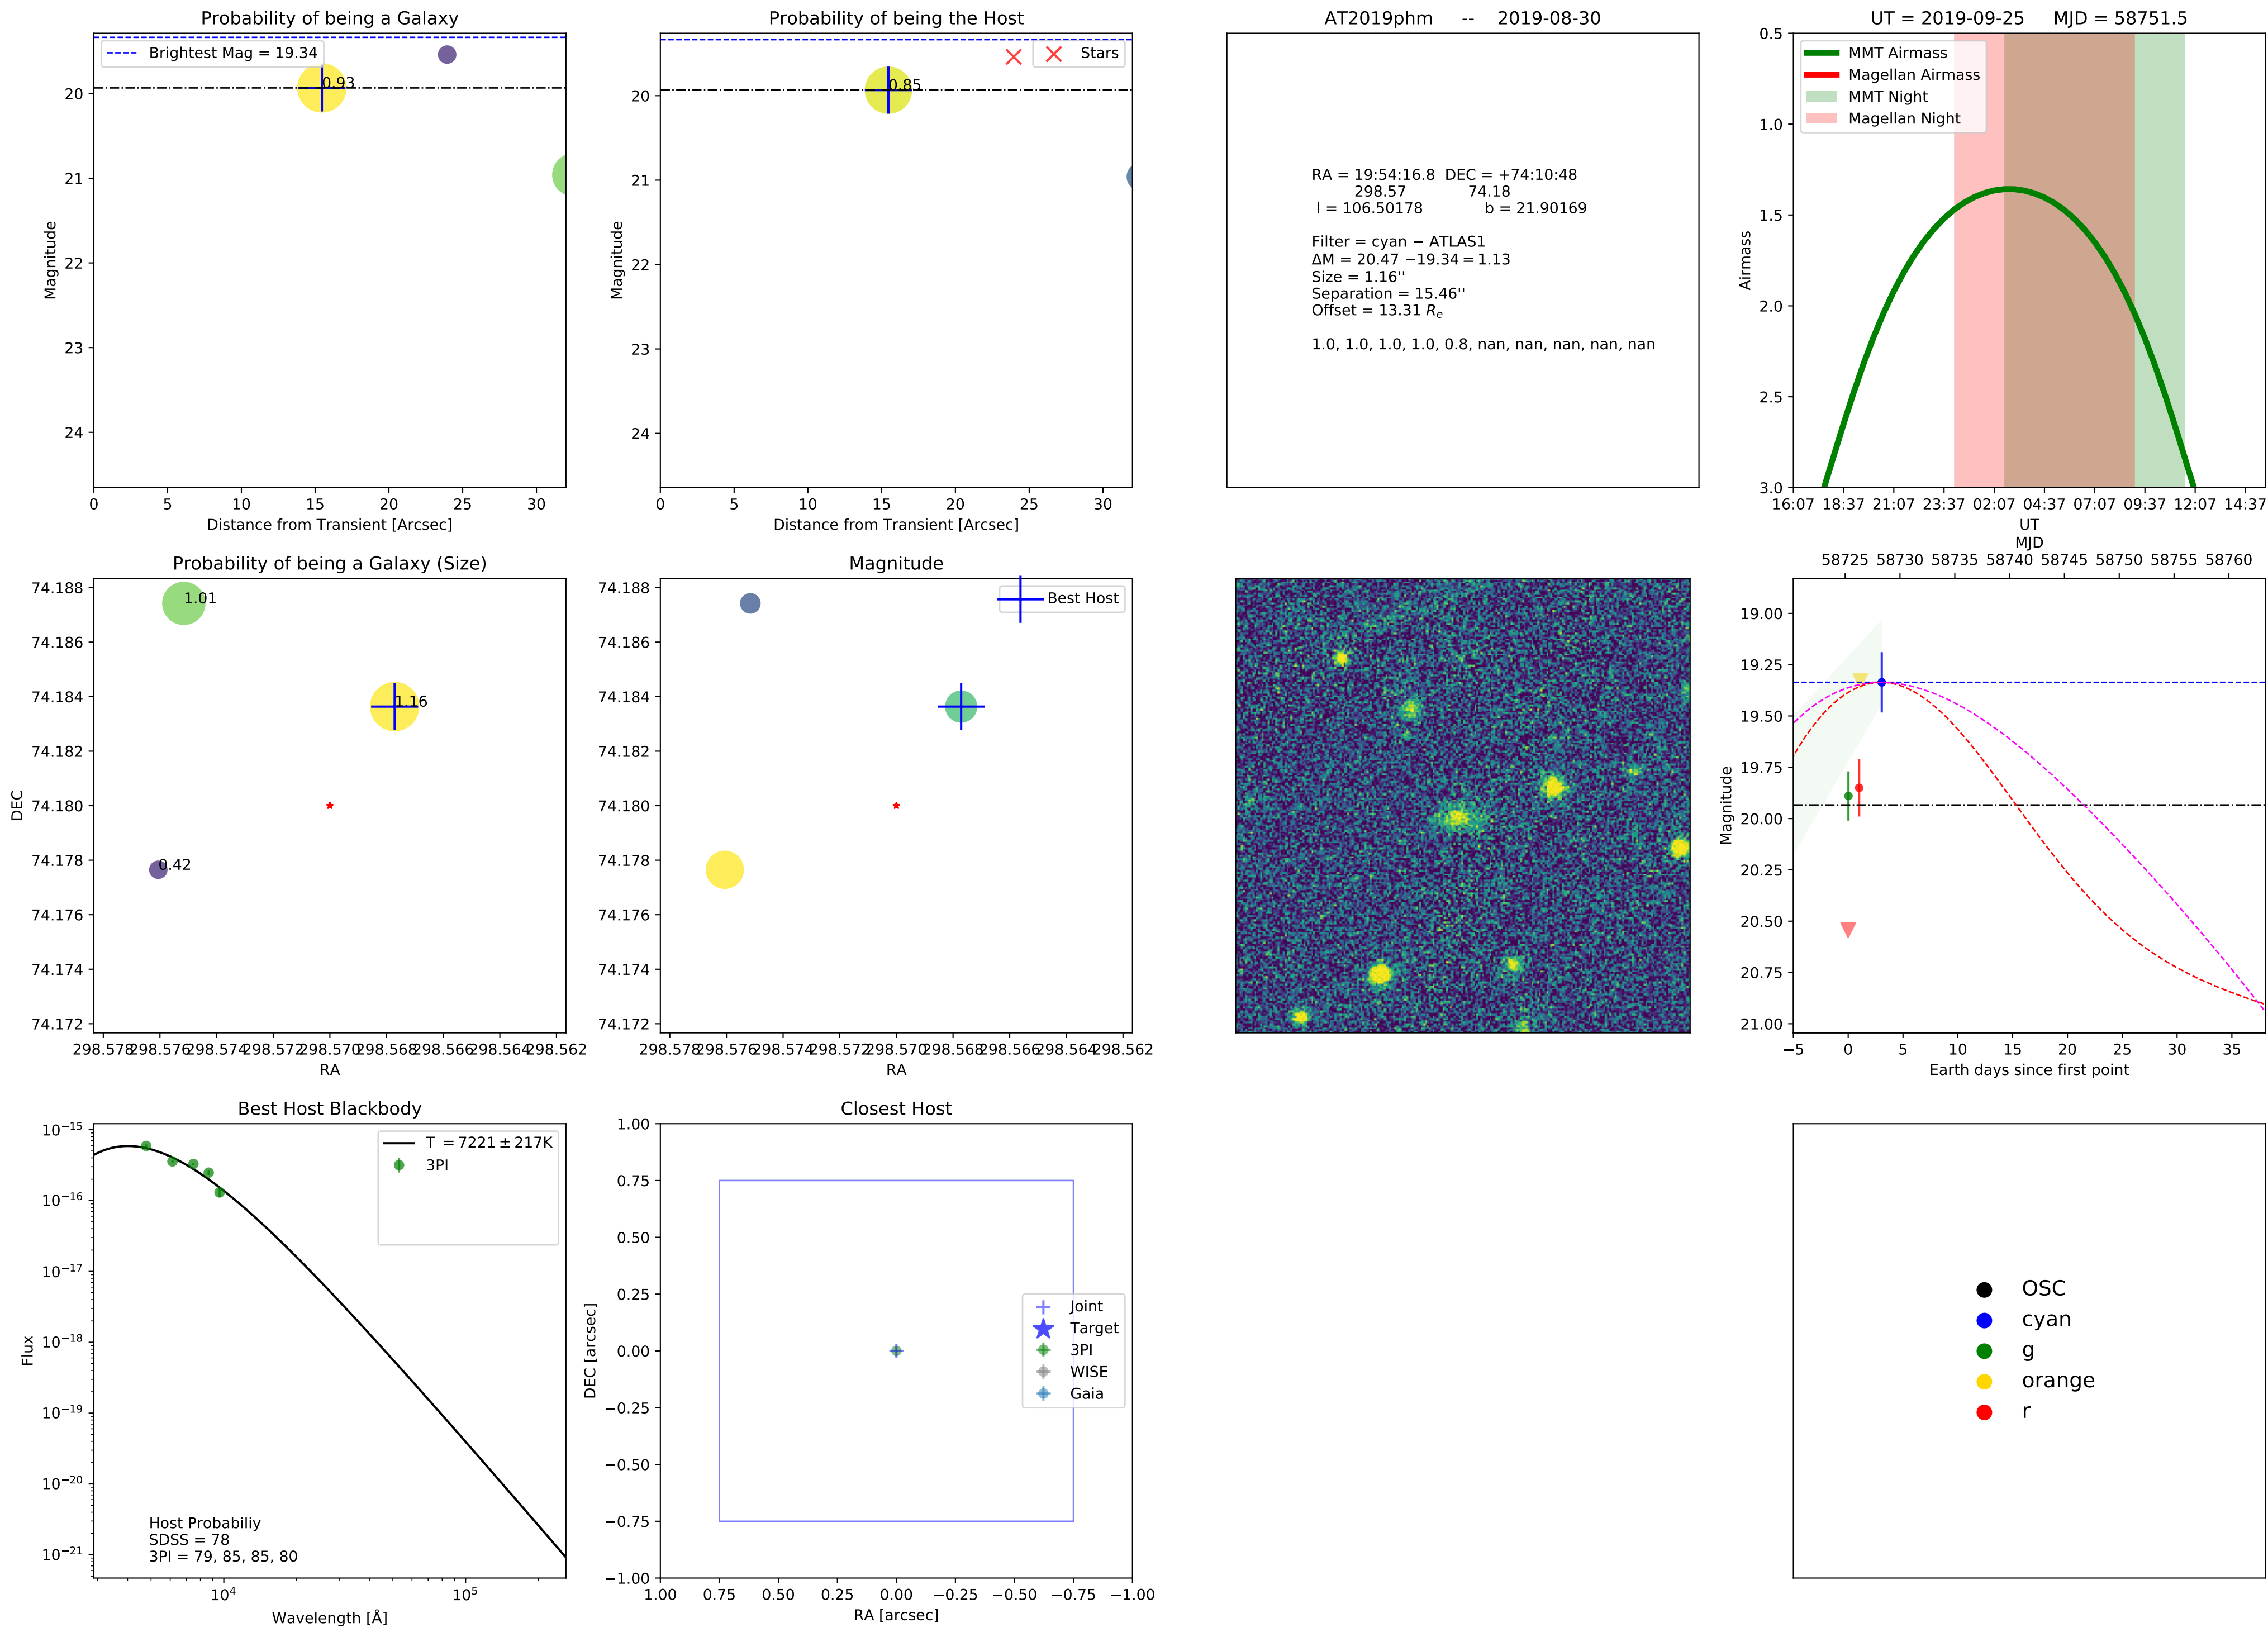 Probability of being a Galaxy
Brightest Mag = 19.34
0.93
20
21
22
23
24
Magnitude
0 5 10 15 20 25 30
Distance from Transient [Arcsec]
Probability of being the Host
Stars
0.85
20
21
22
23
24
Magnitude
0 5 10 15 20 25 30
Distance from Transient [Arcsec]
AT2019phm -- 2019-08-30
RA = 19:54:16.8 DEC = +74:10:48
298.57 74.18
l = 106.50178 b = 21.90169
Filter = cyan − ATLAS1
ΔM = 20.47 −19.34 = 1.13
Size = 1.16''
Separation = 15.46''
Offset = 13.31 Re
1.0, 1.0, 1.0, 1.0, 0.8, nan, nan, nan, nan, nan
UT = 2019-09-25 MJD = 58751.5
MMT Airmass
Magellan Airmass
MMT Night
Magellan Night
0.5
1.0
1.5
2.0
2.5
3.0
Airmass
16:07 18:37 21:07 23:37 02:07 04:37 07:07 09:37 12:07 14:37
UT
Probability of being a Galaxy (Size)
1.01
1.16
0.42
74.188
74.186
74.184
74.182
74.180
74.178
74.176
74.174
74.172
DEC
298.578 298.576 298.574 298.572 298.570 298.568 298.566 298.564 298.562
RA
Magnitude
Best Host
74.188
74.186
74.184
74.182
74.180
74.178
74.176
74.174
74.172
298.578 298.576 298.574 298.572 298.570 298.568 298.566 298.564 298.562
RA
MJD
58725 58730 58735 58740 58745 58750 58755 58760
19.00
19.25
19.50
19.75
20.00
20.25
20.50
20.75
21.00
Magnitude
−5 0 5 10 15 20 25 30 35
Earth days since first point
Best Host Blackbody
T = 7221 ± 217K
3PI
10−15
10−16
10−17
10−18
10−19
10−20
10−21
Flux
Host Probabiliy
SDSS = 78
3PI = 79, 85, 85, 80
104 105
Wavelength [Å]
Closest Host
Joint
Target
3PI
WISE
Gaia
1.00
0.75
0.50
0.25
0.00
−0.25
−0.50
−0.75
−1.00
DEC [arcsec]
1.00 0.75 0.50 0.25 0.00 −0.25 −0.50 −0.75 −1.00
RA [arcsec]
OSC
cyan
g
orange
r